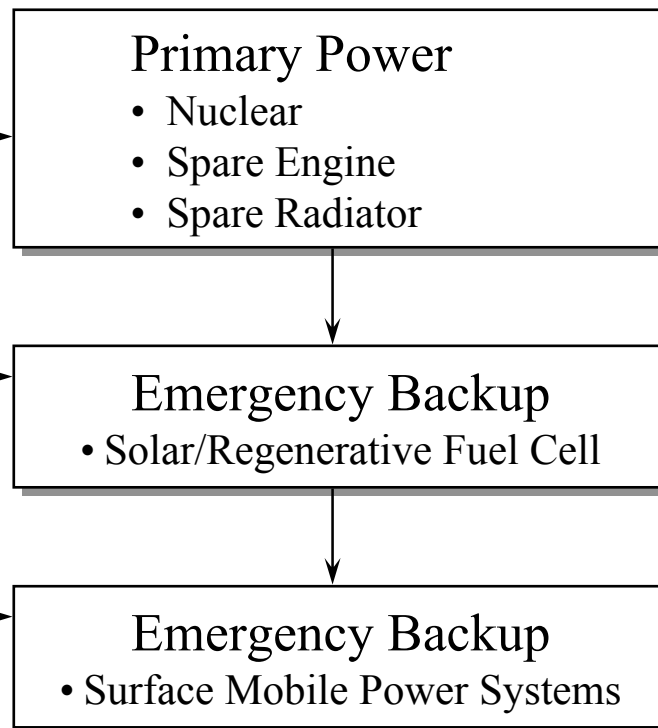 Primary Power
• Nuclear
• Spare Engine
• Spare Radiator
Emergency Backup
• Solar/Regenerative Fuel Cell
Emergency Backup
• Surface Mobile Power Systems